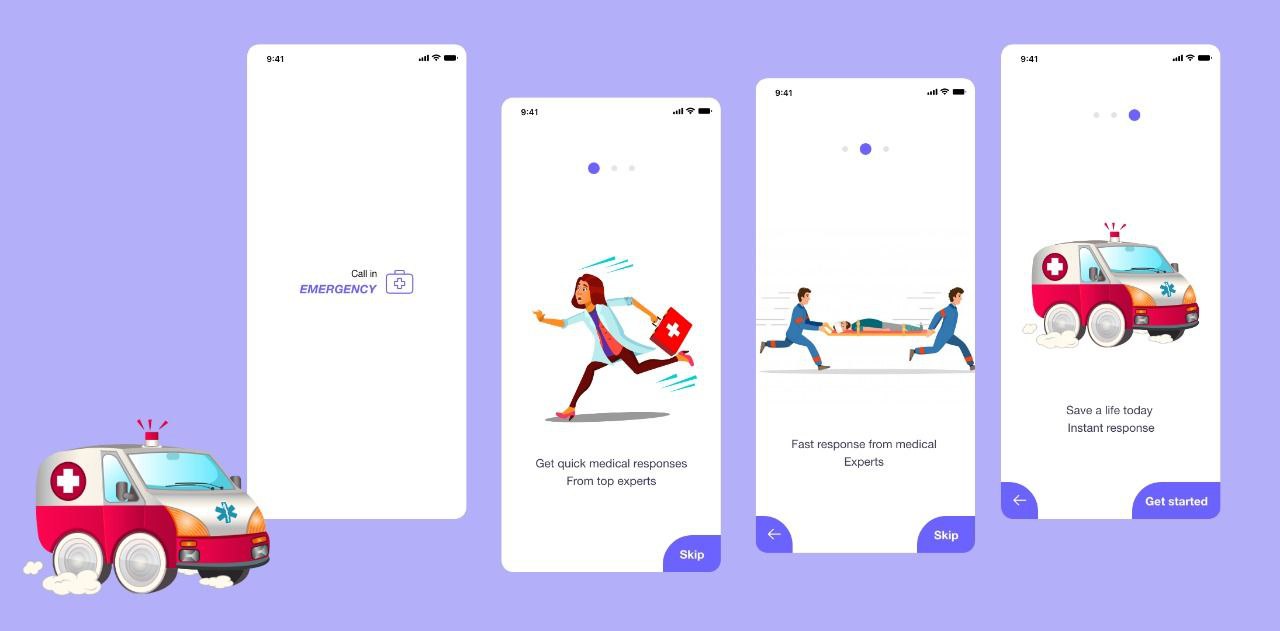 9:41
Call in
EMERGENCY
9:41
Get quick medical responses
From top experts
Skip
9:41
Fast response from medical
Experts
Skip
9:41
Save a life today
Instant response
Get started